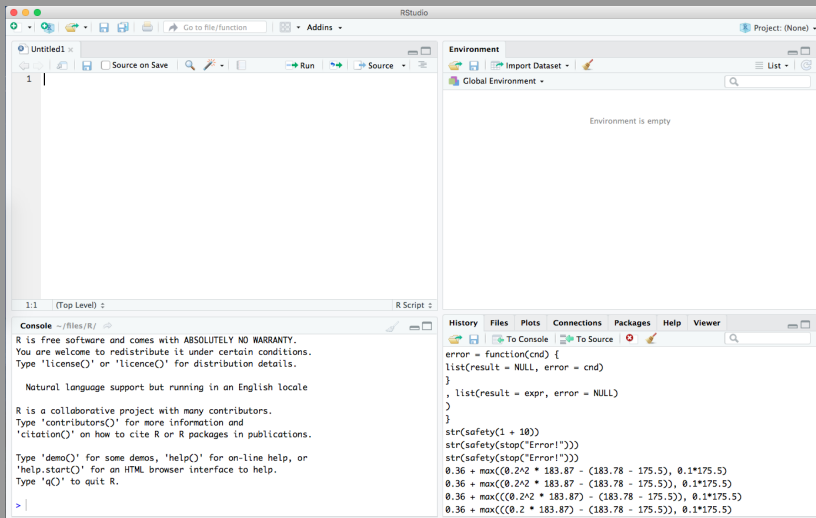 RStudio
Go to file/function
Addins
Project: (None)
Untitled1
Source on Save
Run
Source
1
1:1 (Top Level)
R Script
Console ~/files/R/
R is free software and comes with ABSOLUTELY NO WARRANTY.
You are welcome to redistribute it under certain conditions.
Type 'license()' or 'licence()' for distribution details.
Natural language support but running in an English locale
R is a collaborative project with many contributors.
Type 'contributors()' for more information and
'citation()' on how to cite R or R packages in publications.
Type 'demo()' for some demos, 'help()' for on-line help, or
'help.start()' for an HTML browser interface to help.
Type 'q()' to quit R.
>
Environment
Import Dataset
List
Global Environment
Environment is empty
History Files Plots Connections Packages Help Viewer
To Console To Source
error = function(cnd) {
list(result = NULL, error = cnd)
}
, list(result = expr, error = NULL)
)
}
str(safety(1 + 10))
str(safety(stop("Error!")))
str(safety(stop("Error!")))
0.36 + max((0.2^2 * 183.87 - (183.78 - 175.5), 0.1*175.5)
0.36 + max((0.2^2 * 183.87 - (183.78 - 175.5)), 0.1*175.5)
0.36 + max(((0.2^2 * 183.87) - (183.78 - 175.5)), 0.1*175.5)
0.36 + max(((0.2 * 183.87) - (183.78 - 175.5)), 0.1*175.5)